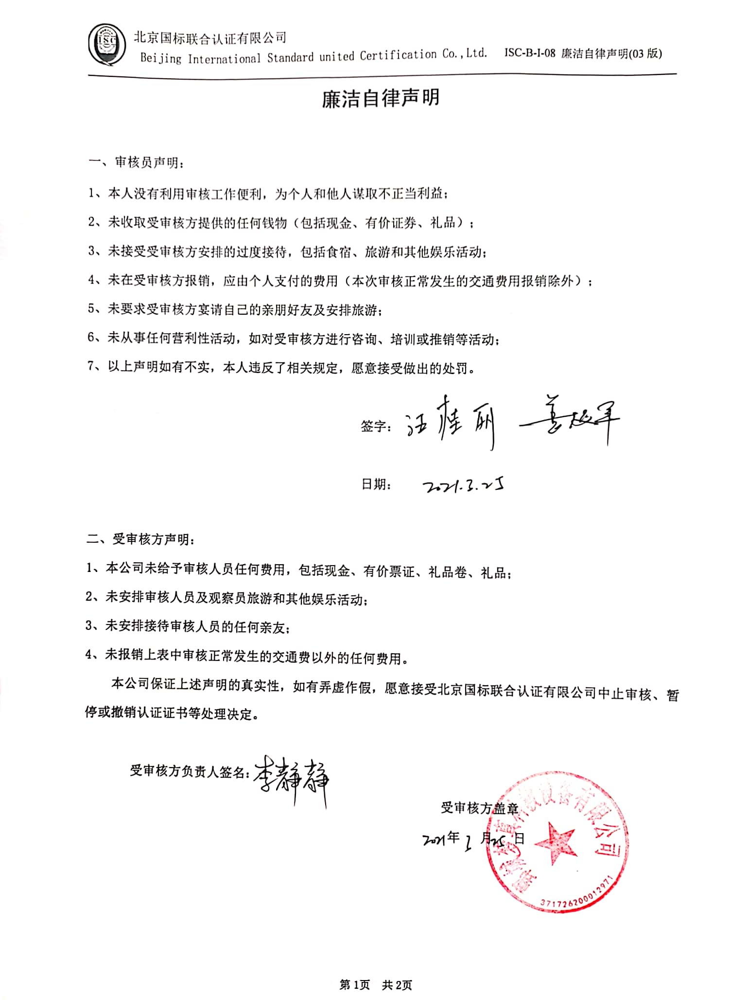 ISC
北京国标联合认证有限公司
Beijing International Standard united Certification Co.,Ltd. ISC-B-I-08 廉洁自律声明(03 版)
廉洁自律声明
一、审核员声明：
1、本人没有利用审核工作便利，为个人和他人谋取不正当利益；
2、未收取受审核方提供的任何钱物（包括现金、有价证券、礼品）；
3、未接受受审核方安排的过度接待，包括食宿、旅游和其他娱乐活动；
4、未在受审核方报销，应由个人支付的费用（本次审核正常发生的交通费用报销除外）；
5、未要求受审核方宴请自己的亲朋好友及安排旅游；
6、未从事任何营利性活动，如对受审核方进行咨询、培训或推销等活动；
7、以上声明如有不实，本人违反了相关规定，愿意接受做出的处罚。
签字： 汪桂丽
日期： 2021.3.25
二、受审核方声明：
1、本公司未给予审核人员任何费用，包括现金、有价票证、礼品卷、礼品；
2、未安排审核人员及观察员旅游和其他娱乐活动；
3、未安排接待审核人员的任何亲友；
4、未报销上表中审核正常发生的交通费以外的任何费用。
本公司保证上述声明的真实性，如有弄虚作假，愿意接受北京国标联合认证有限公司中止审核、暂
停或撤销认证证书等处理决定。
受审核方负责人签名：李静静
受审核方盖章
2021年 3 月25 日
教设备有限公司
371726200012971
第 1页 共 2页